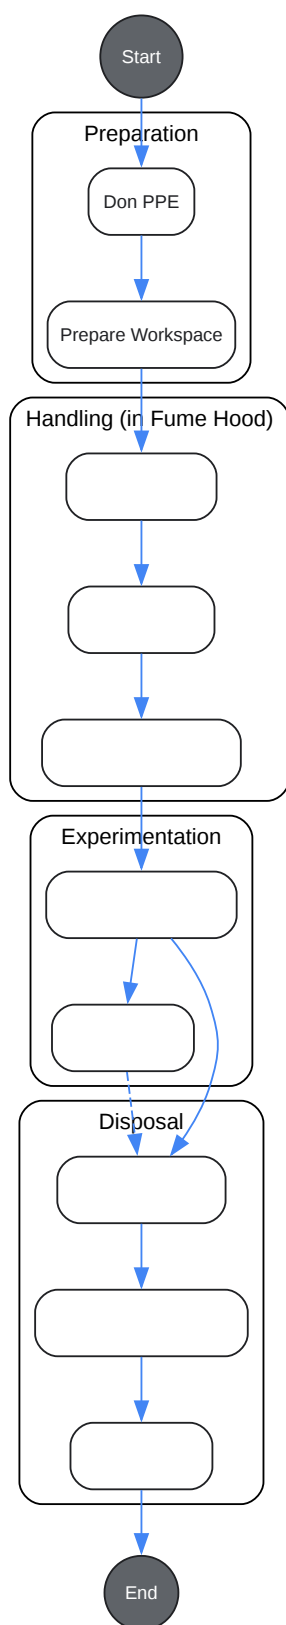 Start
Preparation
Don PPE
Prepare Workspace
Handling (in Fume Hood)
Experimentation
Disposal
End